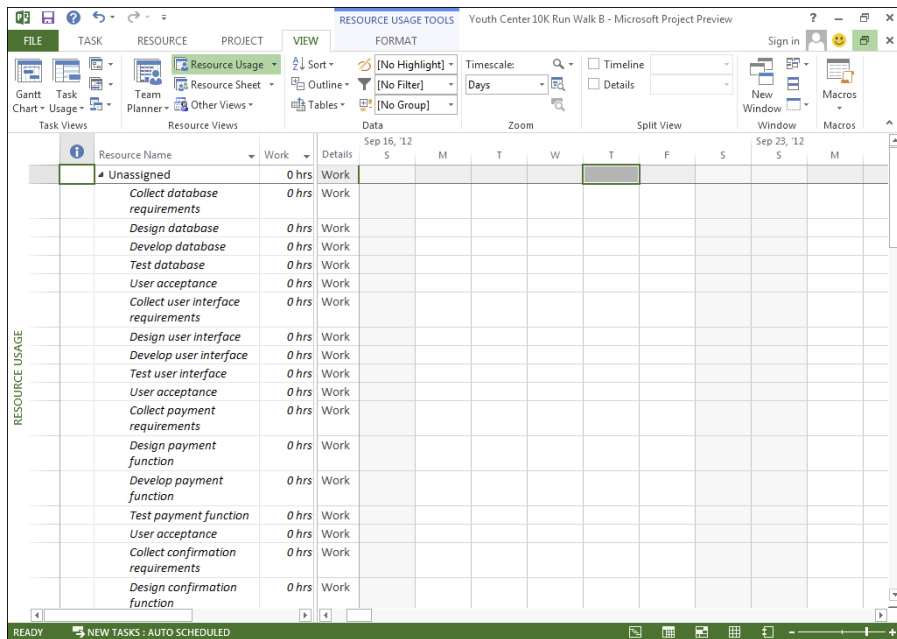 RESOURCE USAGE TOOLS Youth Center 10K Run Walk B - Microsoft Project Preview
FILE TASK RESOURCE PROJECT VIEW FORMAT Sign in
Gantt Chart
Task Usage
Team Planner
Resource Usage
Resource Sheet
Other Views
Sort
Outline
Tables
[No Highlight]
[No Filter]
[No Group]
Timescale:
Days
Timeline
Details
New Window
Macros
Task Views Resource Views Data Zoom Split View Window Macros
Sep 16, '12 Sep 23, '12
Resource Name Work Details S M T W T F S S M
Unassigned 0 hrs Work
Collect database 0 hrs Work
requirements
Design database 0 hrs Work
Develop database 0 hrs Work
Test database 0 hrs Work
User acceptance 0 hrs Work
Collect user interface 0 hrs Work
requirements
Design user interface 0 hrs Work
Develop user interface 0 hrs Work
Test user interface 0 hrs Work
User acceptance 0 hrs Work
Collect payment 0 hrs Work
requirements
Design payment 0 hrs Work
function
Develop payment 0 hrs Work
function
Test payment function 0 hrs Work
User acceptance 0 hrs Work
Collect confirmation 0 hrs Work
requirements
Design confirmation 0 hrs Work
function
RESOURCE USAGE
READY NEW TASKS : AUTO SCHEDULED